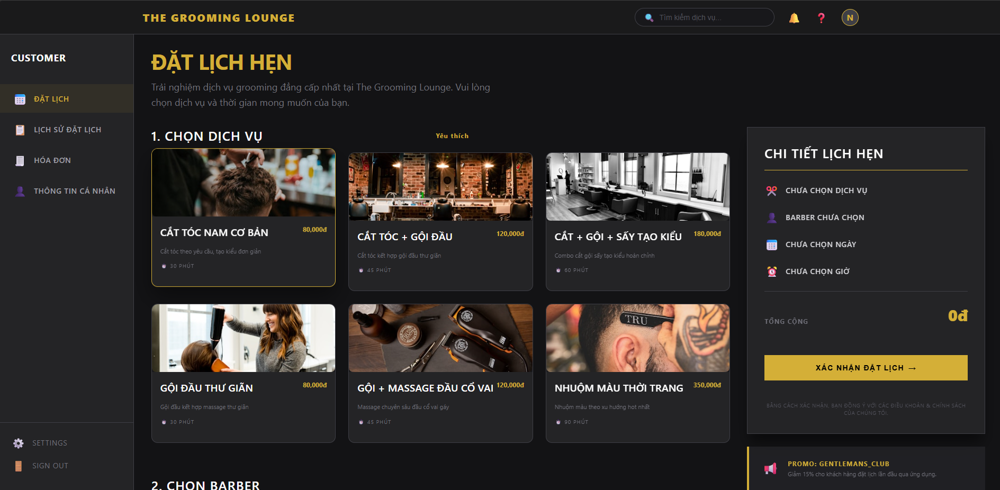 THE GROOMING LOUNGE
Tìm kiếm dịch vụ...
N
CUSTOMER
ĐẶT LỊCH
LỊCH SỬ ĐẶT LỊCH
HÓA ĐƠN
THÔNG TIN CÁ NHÂN
SETTINGS
SIGN OUT
ĐẶT LỊCH HẸN
Trải nghiệm dịch vụ grooming đẳng cấp nhất tại The Grooming Lounge. Vui lòng
chọn dịch vụ và thời gian mong muốn của bạn.
1. CHỌN DỊCH VỤ
Yêu thích
CẮT TÓC NAM CƠ BẢN
80,000đ
Cắt tóc theo yêu cầu, tạo kiểu đơn giản
30 PHÚT
CẮT TÓC + GỘI ĐẦU
120,000đ
Cắt tóc kết hợp gội đầu thư giãn
45 PHÚT
CẮT + GỘI + SẤY TẠO KIỂU
180,000đ
Combo cắt gội sấy tạo kiểu hoàn chỉnh
60 PHÚT
GỘI ĐẦU THƯ GIÃN
80,000đ
Gội đầu kết hợp massage thư giãn
30 PHÚT
GỘI + MASSAGE ĐẦU CỔ VAI
120,000đ
Massage chuyên sâu đầu cổ vai gáy
45 PHÚT
TRU
NHUỘM MÀU THỜI TRANG
350,000đ
Nhuộm màu theo xu hướng hot nhất
90 PHÚT
2. CHỌN BARBER
CHI TIẾT LỊCH HẸN
CHƯA CHỌN DỊCH VỤ
BARBER CHƯA CHỌN
CHƯA CHỌN NGÀY
CHƯA CHỌN GIỜ
TỔNG CỘNG
0đ
XÁC NHẬN ĐẶT LỊCH →
BẰNG CÁCH XÁC NHẬN, BẠN ĐỒNG Ý VỚI CÁC ĐIỀU KHOẢN & CHÍNH SÁCH
CỦA CHÚNG TÔI.
PROMO: GENTLEMANS_CLUB
Giảm 15% cho khách hàng đặt lịch lần đầu qua ứng dụng.